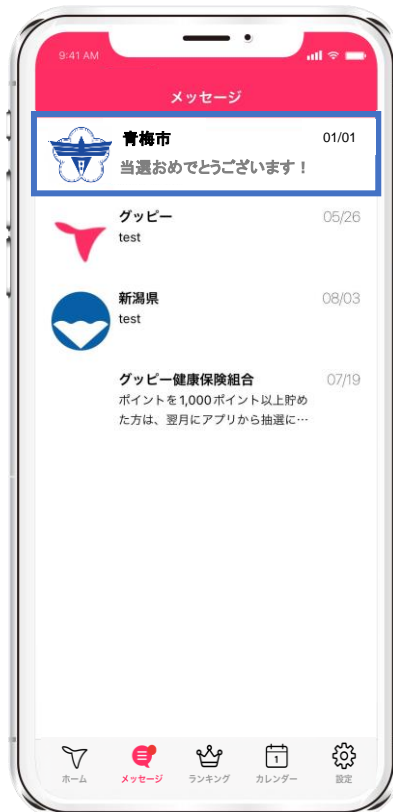 9:41 AM
メッセージ
青梅市
01/01
当選おめでとうございます！
グッピー
05/26
test
新潟県
08/03
test
グッピー健康保険組合
07/19
ポイントを1,000ポイント以上貯め
た方は、翌月にアプリから抽選に…
1
ホーム
メッセージ
ランキング
カレンダー
設定